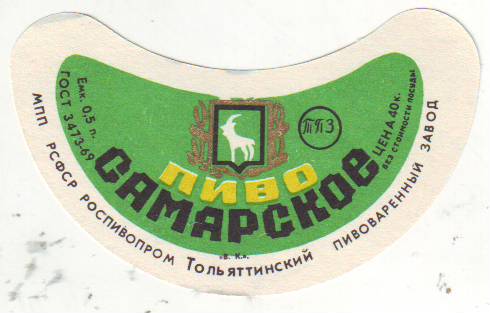 Емк. 0,5 л.
ГОСТ 3473-69
ТПЗ
ЦЕНА 40 к.
без стоимости посуды
ПИВО
САМАРСКОЕ
МПП РСФСР РОСПИВОПРОМ Тольяттинский ПИВОВАРЕННЫЙ ЗАВОД
«В. К.».